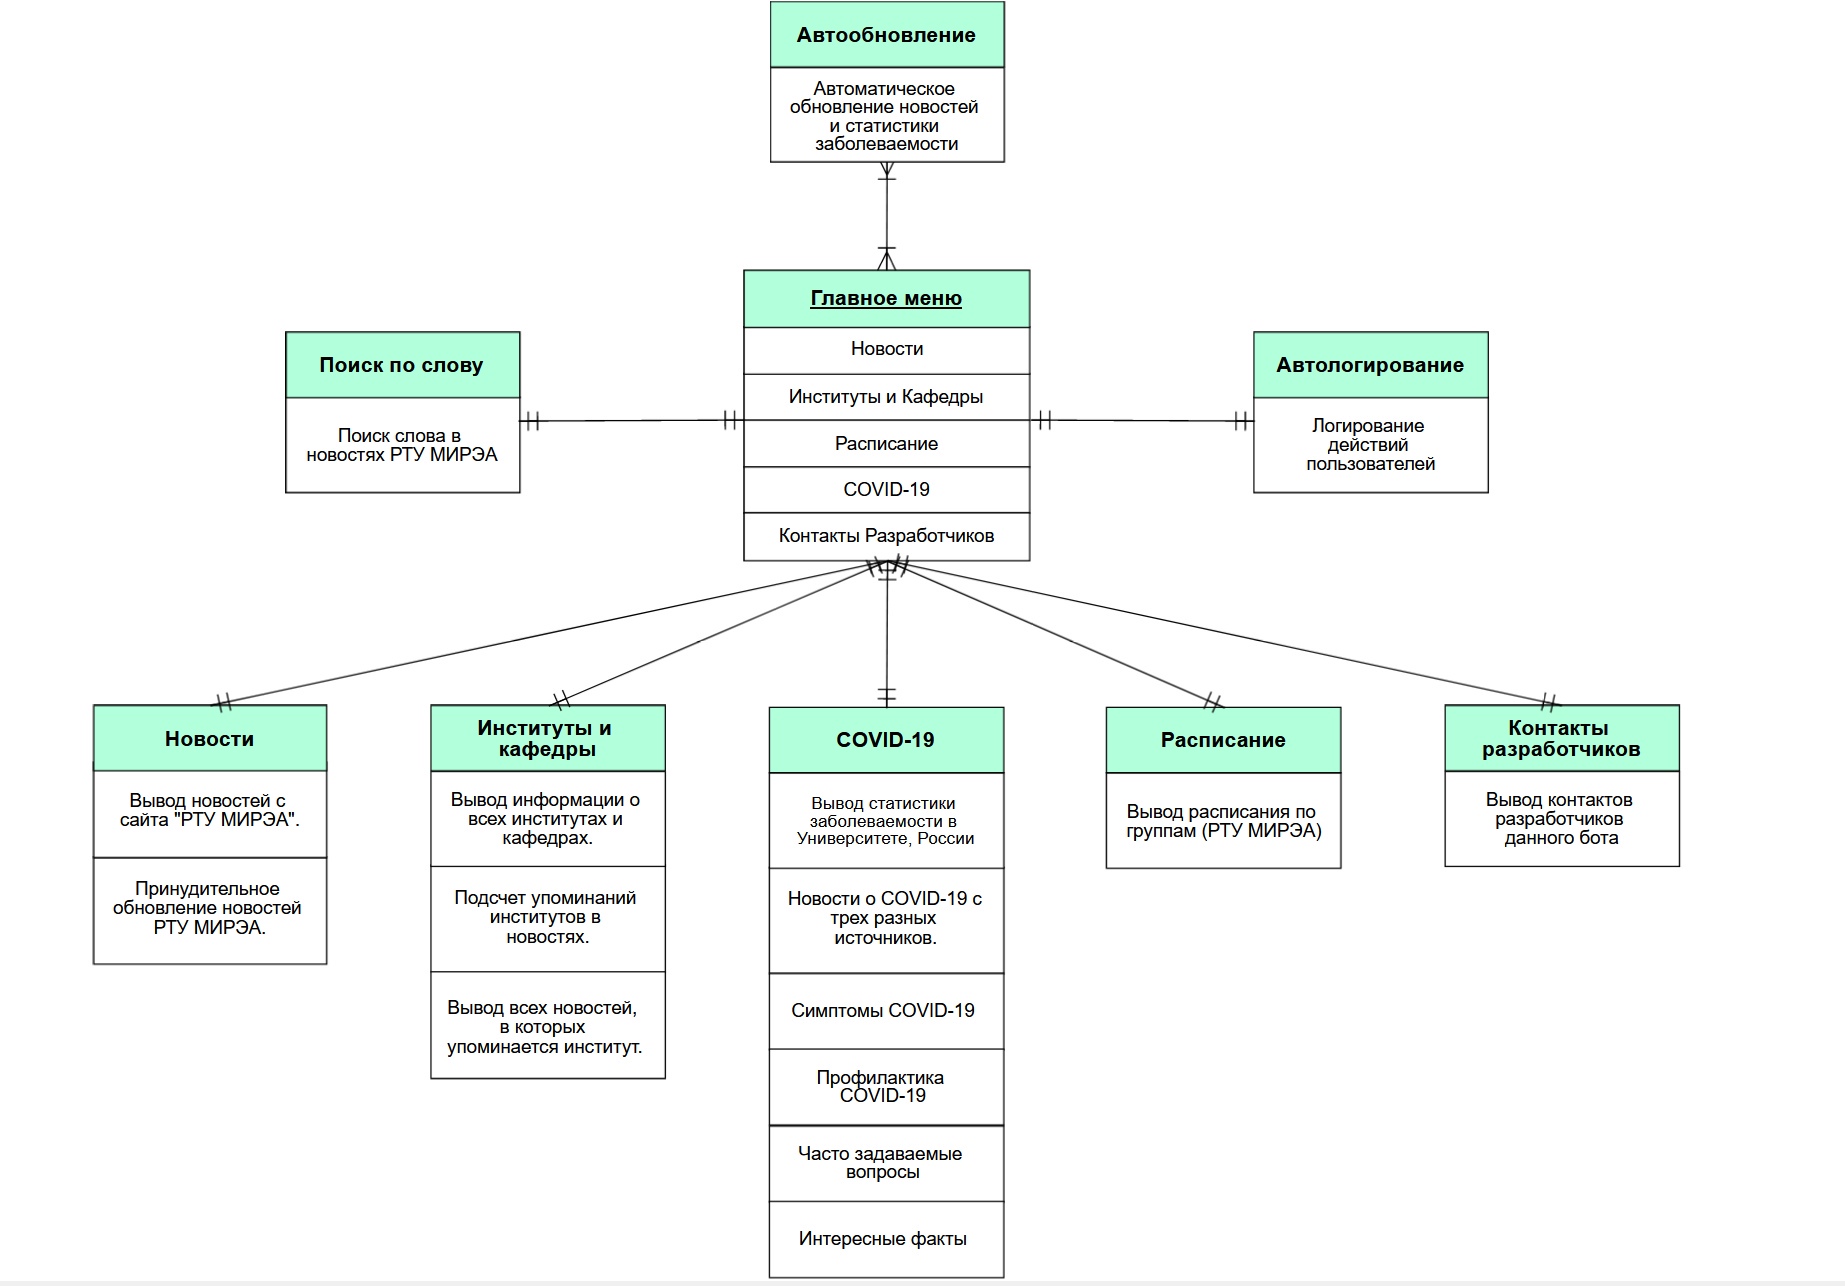 Автообновление
Автоматическое
обновление новостей
и статистики
заболеваемости
Главное меню
Новости
Институты и Кафедры
Расписание
COVID-19
Контакты Разработчиков
Поиск по слову
Поиск слова в
новостях РТУ МИРЭА
Автологирование
Логирование
действий
пользователей
Новости
Вывод новостей с
сайта "РТУ МИРЭА".
Принудительное
обновление новостей
РТУ МИРЭА.
Институты и
кафедры
Вывод информации о
всех институтах и
кафедрах.
Подсчет упоминаний
институтов в
новостях.
Вывод всех новостей,
в которых
упоминается институт.
COVID-19
Вывод статистики
заболеваемости в
Университете, России
Новости о COVID-19 с
трех разных
источников.
Симптомы COVID-19
Профилактика
COVID-19
Часто задаваемые
вопросы
Интересные факты
Расписание
Вывод расписания по
группам (РТУ МИРЭА)
Контакты
разработчиков
Вывод контактов
разработчиков
данного бота